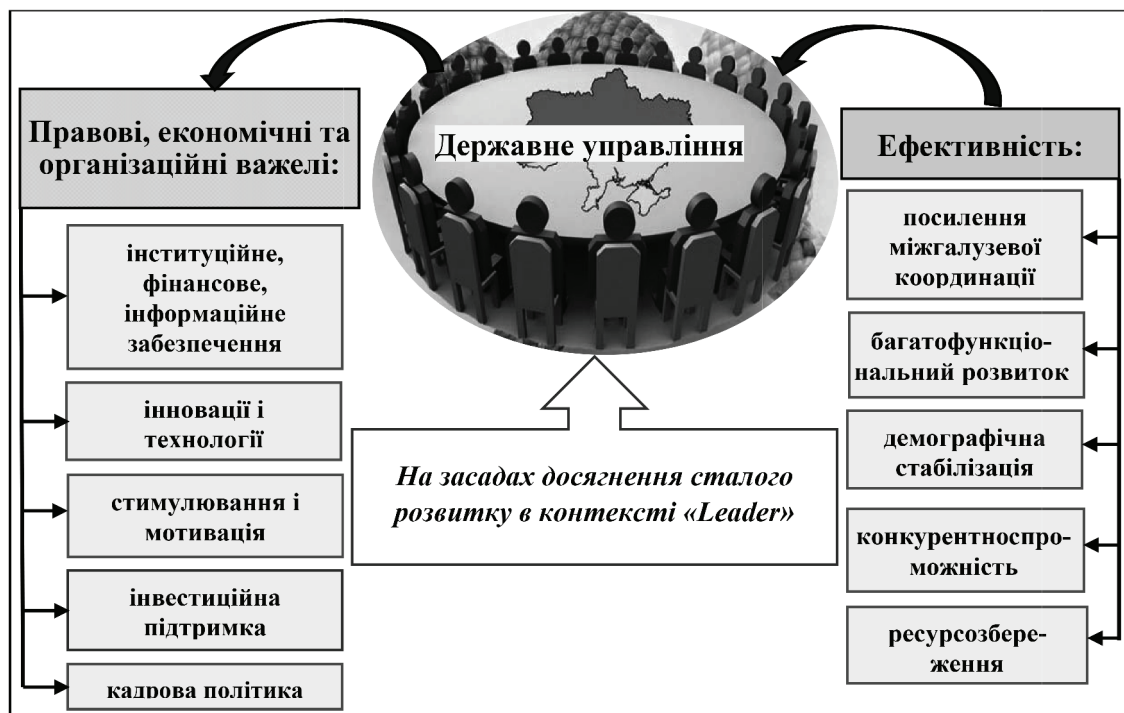 Правові, економічні та
організаційні важелі:
інституційне,
фінансове,
інформаційне
забезпечення
інновації і
технології
стимулювання і
мотивація
інвестиційна
підтримка
кадрова політика
Державне управління
На засадах досягнення сталого
розвитку в контексті «Leader»
Ефективність:
посилення
міжгалузевої
координації
багатофункціо-
нальний розвиток
демографічна
стабілізація
конкурентноспро-
можність
ресурсозбере-
ження